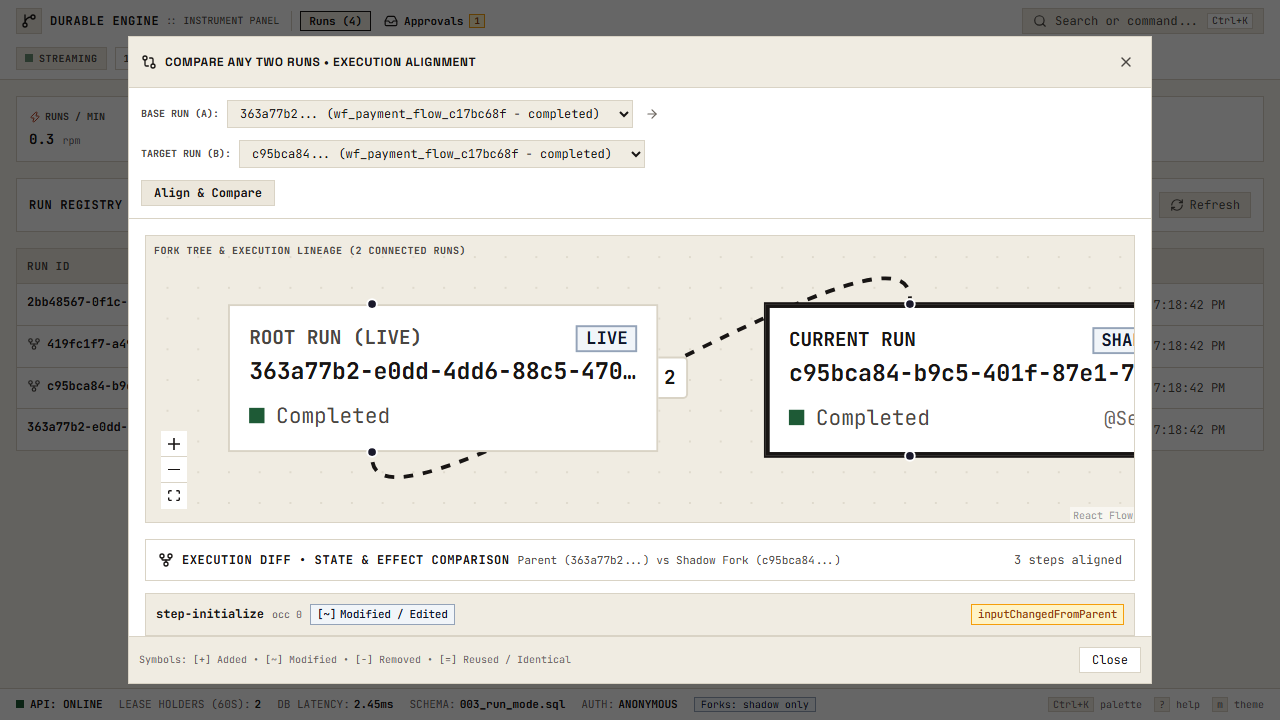 DURABLE ENGINE :: INSTRUMENT PANEL Runs (4) Approvals 1 Search or command... Ctrl+K
STREAMING
COMPARE ANY TWO RUNS • EXECUTION ALIGNMENT
BASE RUN (A): 363a77b2... (wf_payment_flow_c17bc68f - completed)
TARGET RUN (B): c95bca84... (wf_payment_flow_c17bc68f - completed)
Align & Compare
RUNS / MIN
0.3 rpm
RUN REGISTRY
Refresh
RUN ID
2bb48567-0f1c- 7:18:42 PM
419fc1f7-a4 7:18:42 PM
c95bca84-b9 7:18:42 PM
363a77b2-e0dd- 7:18:42 PM
FORK TREE & EXECUTION LINEAGE (2 CONNECTED RUNS)
ROOT RUN (LIVE) LIVE
363a77b2-e0dd-4dd6-88c5-470…
Completed
2
CURRENT RUN SHA
c95bca84-b9c5-401f-87e1-7
Completed @Se
React Flow
EXECUTION DIFF • STATE & EFFECT COMPARISON Parent (363a77b2...) vs Shadow Fork (c95bca84...) 3 steps aligned
step-initialize occ 0 [~] Modified / Edited inputChangedFromParent
Symbols: [+] Added • [~] Modified • [-] Removed • [=] Reused / Identical
Close
API: ONLINE LEASE HOLDERS (60S): 2 DB LATENCY: 2.45ms SCHEMA: 003_run_mode.sql AUTH: ANONYMOUS Forks: shadow only Ctrl+K palette ? help m theme